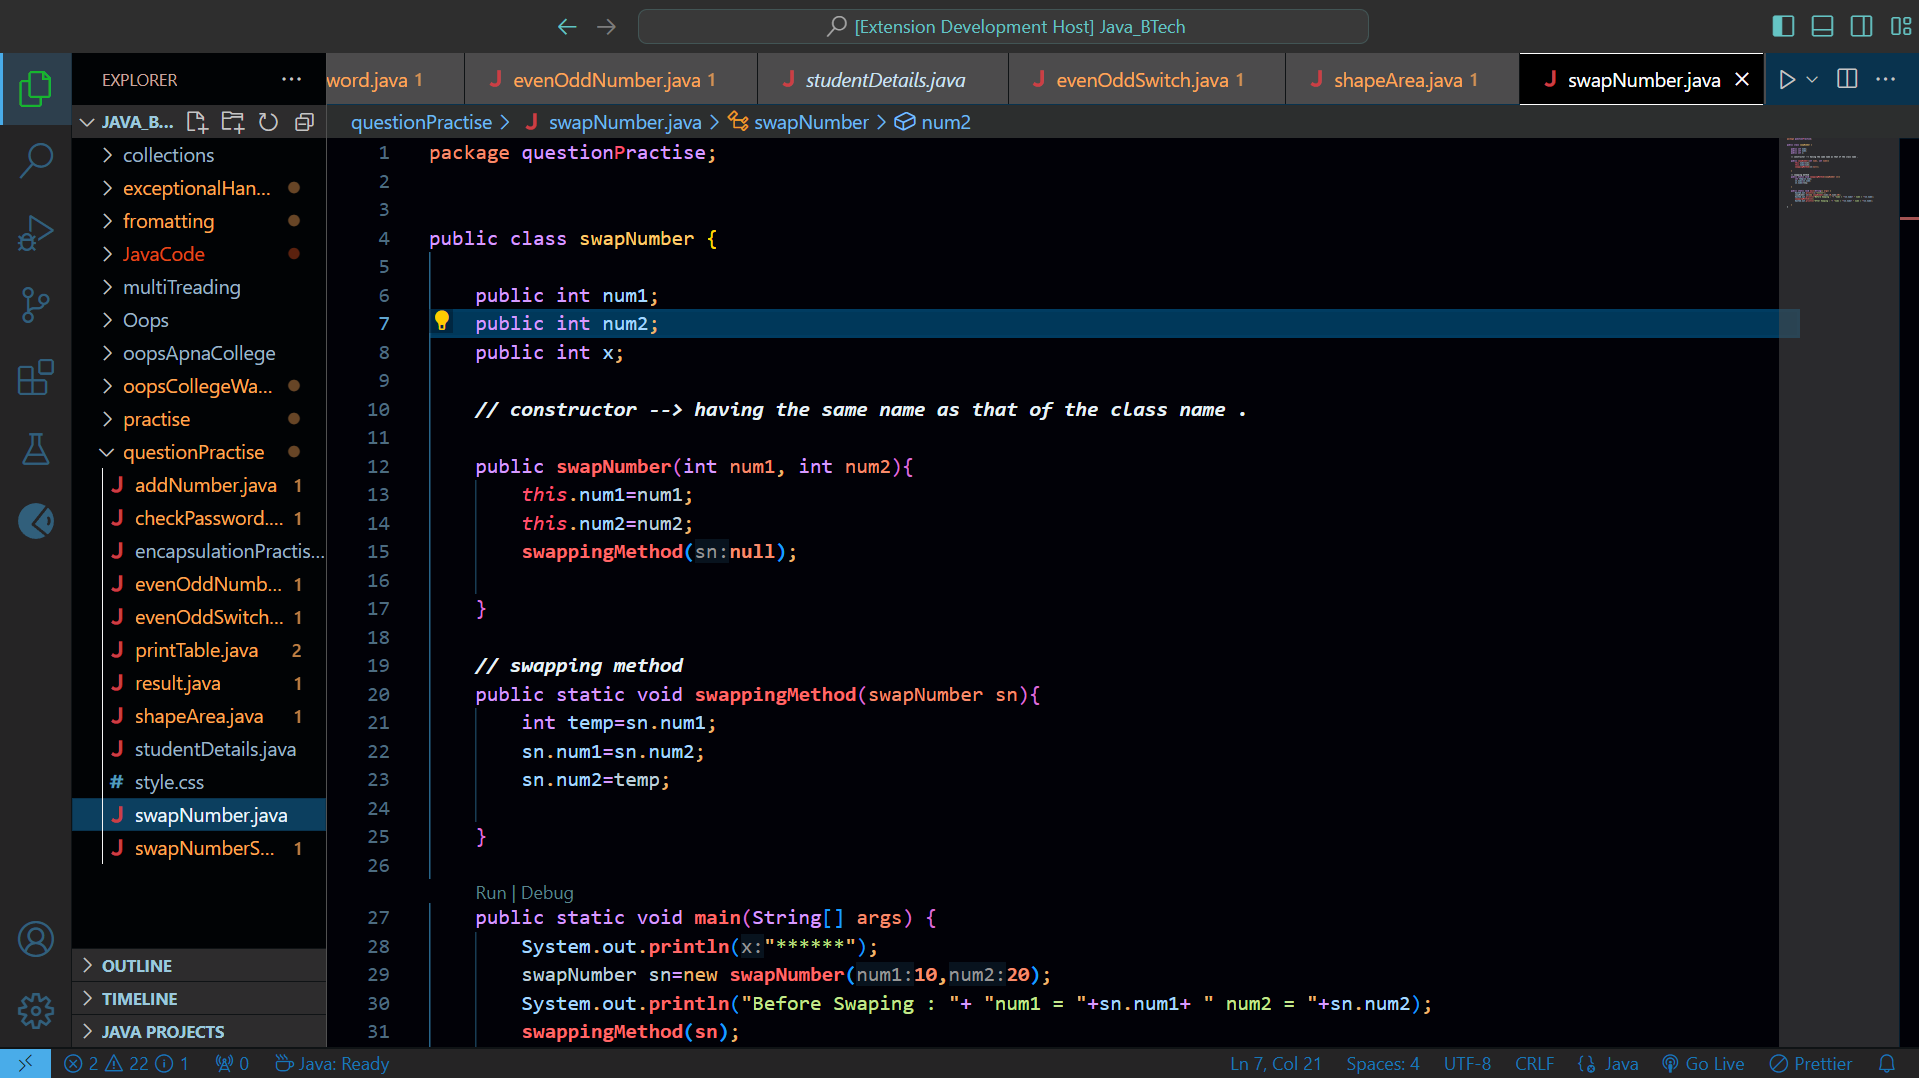 [Extension Development Host] Java_BTech
EXPLORER
word.java 1
evenOddNumber.java 1
studentDetails.java
evenOddSwitch.java 1
shapeArea.java 1
swapNumber.java
JAVA_B...
questionPractise > swapNumber.java > swapNumber > num2
collections
exceptionalHan...
fromatting
JavaCode
multiTreading
Oops
oopsApnaCollege
oopsCollegeWa...
practise
questionPractise
addNumber.java 1
checkPassword.... 1
encapsulationPractis...
evenOddNumb... 1
evenOddSwitch... 1
printTable.java 2
result.java 1
shapeArea.java 1
studentDetails.java
# style.css
swapNumber.java
swapNumberS... 1
OUTLINE
TIMELINE
JAVA PROJECTS
1 package questionPractise;
2
3
4 public class swapNumber {
5
6 public int num1;
7 public int num2;
8 public int x;
9
10 // constructor --> having the same name as that of the class name .
11
12 public swapNumber(int num1, int num2){
13 this.num1=num1;
14 this.num2=num2;
15 swappingMethod(sn:null);
16
17 }
18
19 // swapping method
20 public static void swappingMethod(swapNumber sn){
21 int temp=sn.num1;
22 sn.num1=sn.num2;
23 sn.num2=temp;
24
25 }
26
Run | Debug
27 public static void main(String[] args) {
28 System.out.println(x:"******");
29 swapNumber sn=new swapNumber(num1:10,num2:20);
30 System.out.println("Before Swaping : "+ "num1 = "+sn.num1+ " num2 = "+sn.num2);
31 swappingMethod(sn);
2 22 1 0 Java: Ready
Ln 7, Col 21 Spaces: 4 UTF-8 CRLF Java Go Live Prettier